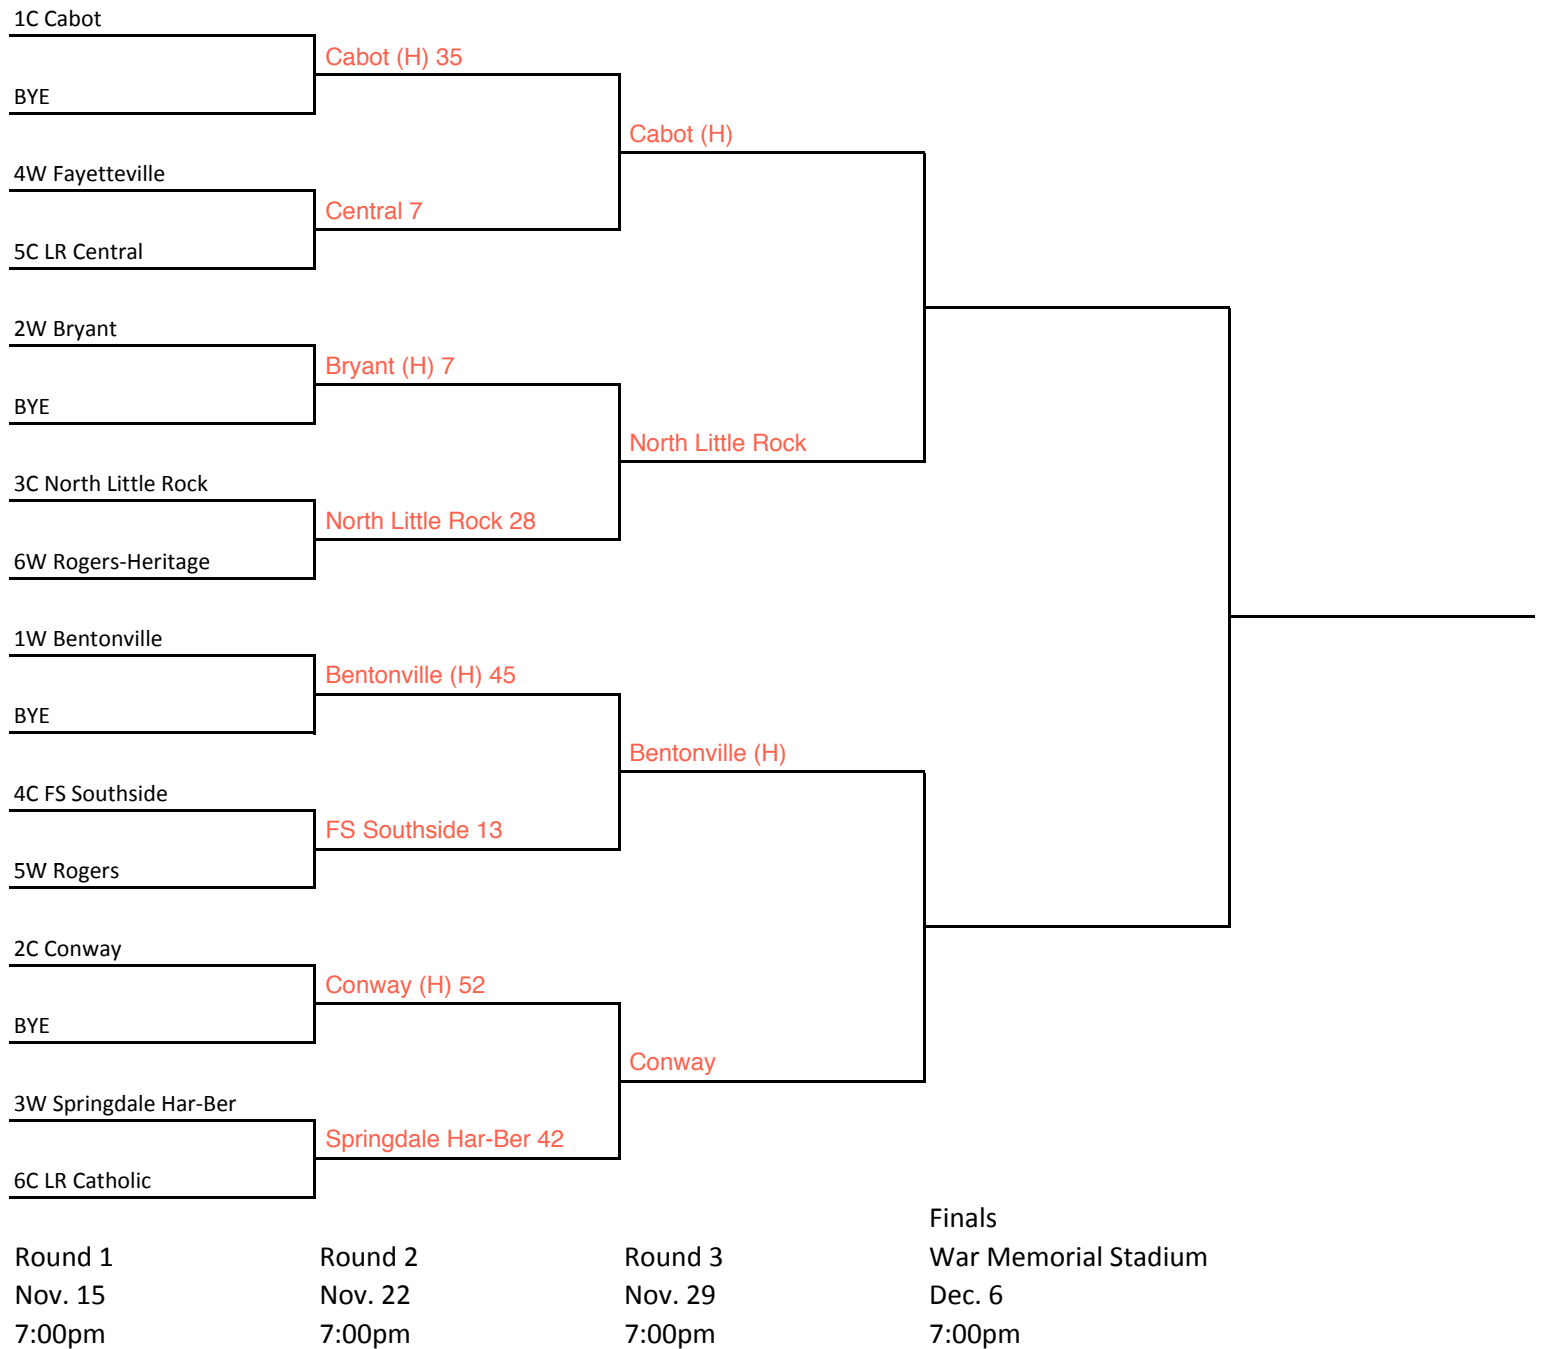 1C Cabot
Cabot (H) 35
BYE
Cabot (H)
4W Fayetteville
Central 7
5C LR Central
2W Bryant
Bryant (H) 7
BYE
North Little Rock
3C North Little Rock
North Little Rock 28
6W Rogers-Heritage
1W Bentonville
Bentonville (H) 45
BYE
Bentonville (H)
4C FS Southside
FS Southside 13
5W Rogers
2C Conway
Conway (H) 52
BYE
Conway
3W Springdale Har-Ber
Springdale Har-Ber 42
6C LR Catholic
Finals
Round 1 Round 2 Round 3 War Memorial Stadium
Nov. 15 Nov. 22 Nov. 29 Dec. 6
7:00pm 7:00pm 7:00pm 7:00pm